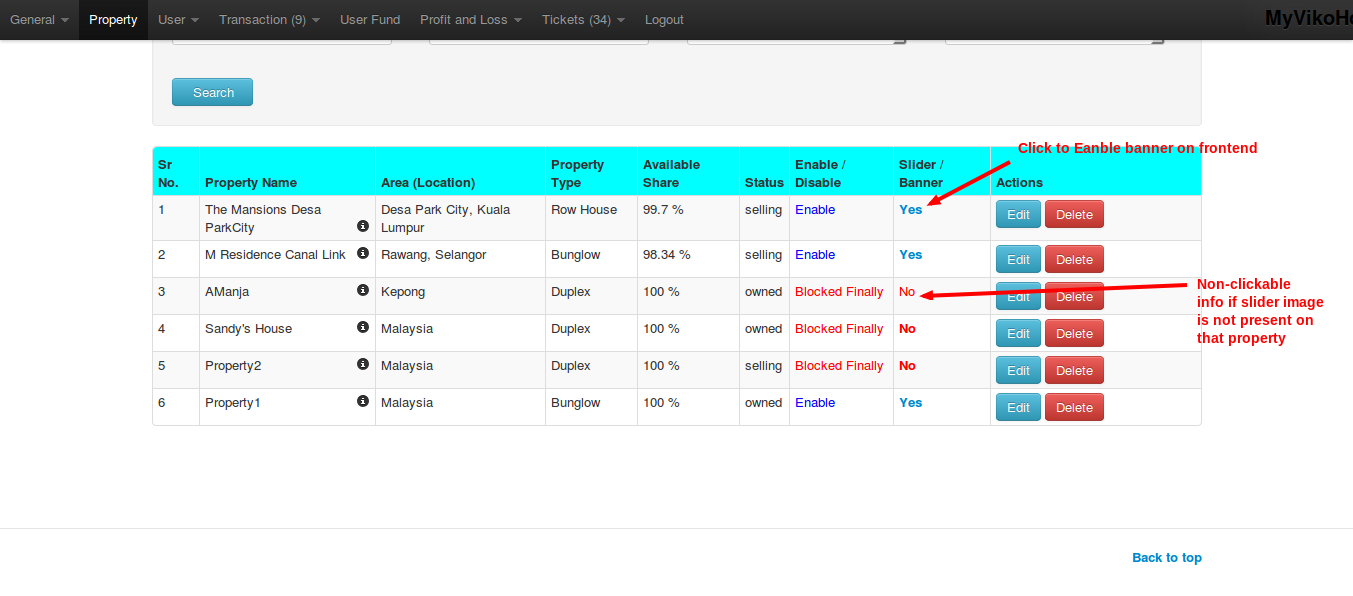 General Property User Transaction (9) User Fund Profit and Loss Tickets (34) Logout MyVikoHo
Search
Click to Eanble banner on frontend
Sr No. Property Name Area (Location) Property Type Available Share Status Enable / Disable Slider / Banner Actions
1 The Mansions Desa ParkCity Desa Park City, Kuala Lumpur Row House 99.7 % selling Enable Yes Edit Delete
2 M Residence Canal Link Rawang, Selangor Bunglow 98.34 % selling Enable Yes Edit Delete
3 AManja Kepong Duplex 100 % owned Blocked Finally No Edit Delete
Non-clickable
info if slider image
is not present on
that property
4 Sandy's House Malaysia Duplex 100 % owned Blocked Finally No Edit Delete
5 Property2 Malaysia Duplex 100 % selling Blocked Finally No Edit Delete
6 Property1 Malaysia Bunglow 100 % owned Enable Yes Edit Delete
Back to top